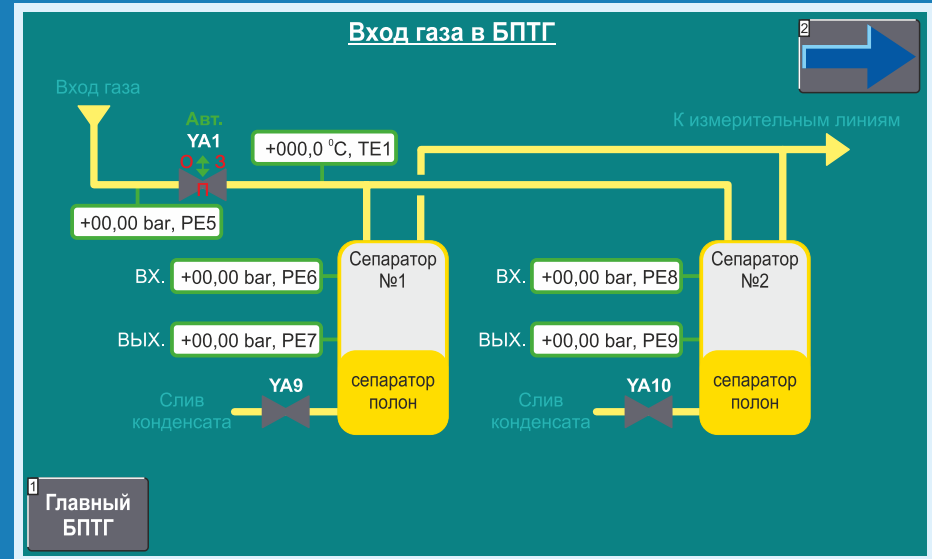 Вход газа в БПТГ
2
Вход газа
Авт.
YA1
О З
П
+000,0 ⁰C, TE1
К измерительным линиям
+00,00 bar, PE5
Сепаратор
№1
ВХ. +00,00 bar, PE6
ВЫХ. +00,00 bar, PE7
сепаратор
полон
YA9
Слив
конденсата
Сепаратор
№2
ВХ. +00,00 bar, PE8
ВЫХ. +00,00 bar, PE9
сепаратор
полон
YA10
Слив
конденсата
1
Главный
БПТГ